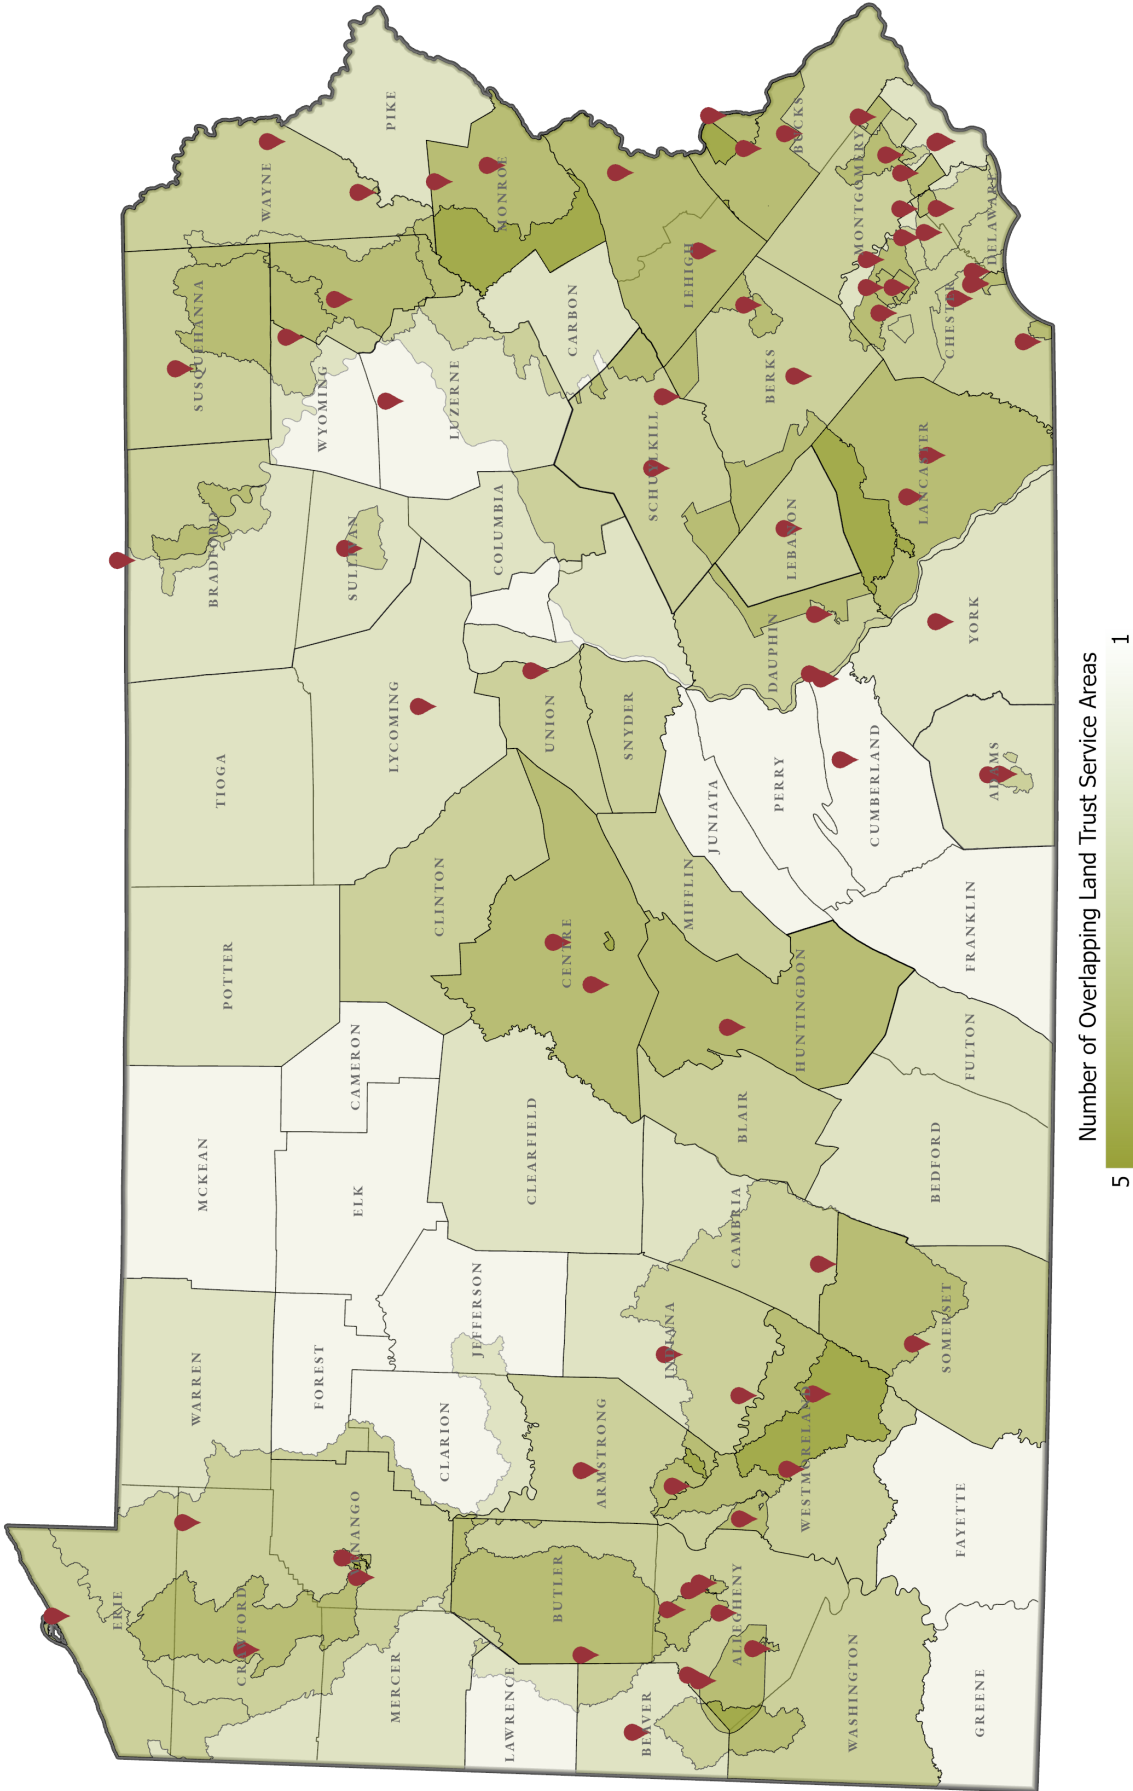 ERIE
WARREN
MCKEAN
POTTER
TIOGA
BRADFORD
SUSQUEHANNA
WAYNE
CRAWFORD
FOREST
ELK
CAMERON
SULLIVAN
WYOMING
PIKE
VENANGO
MERCER
CLARION
JEFFERSON
CLINTON
LYCOMING
COLUMBIA
LUZERNE
MONROE
LAWRENCE
BUTLER
ARMSTRONG
CLEARFIELD
CENTRE
UNION
CARBON
BEAVER
INDIANA
SNYDER
SCHUYLKILL
LEHIGH
ALLEGHENY
CAMBRIA
BLAIR
MIFFLIN
JUNIATA
WESTMORELAND
HUNTINGDON
PERRY
DAUPHIN
LEBANON
BERKS
BUCKS
WASHINGTON
CUMBERLAND
LANCASTER
MONTGOMERY
GREENE
FAYETTE
SOMERSET
BEDFORD
FULTON
FRANKLIN
ADAMS
YORK
CHESTER
DELAWARE
Number of Overlapping Land Trust Service Areas
5 1